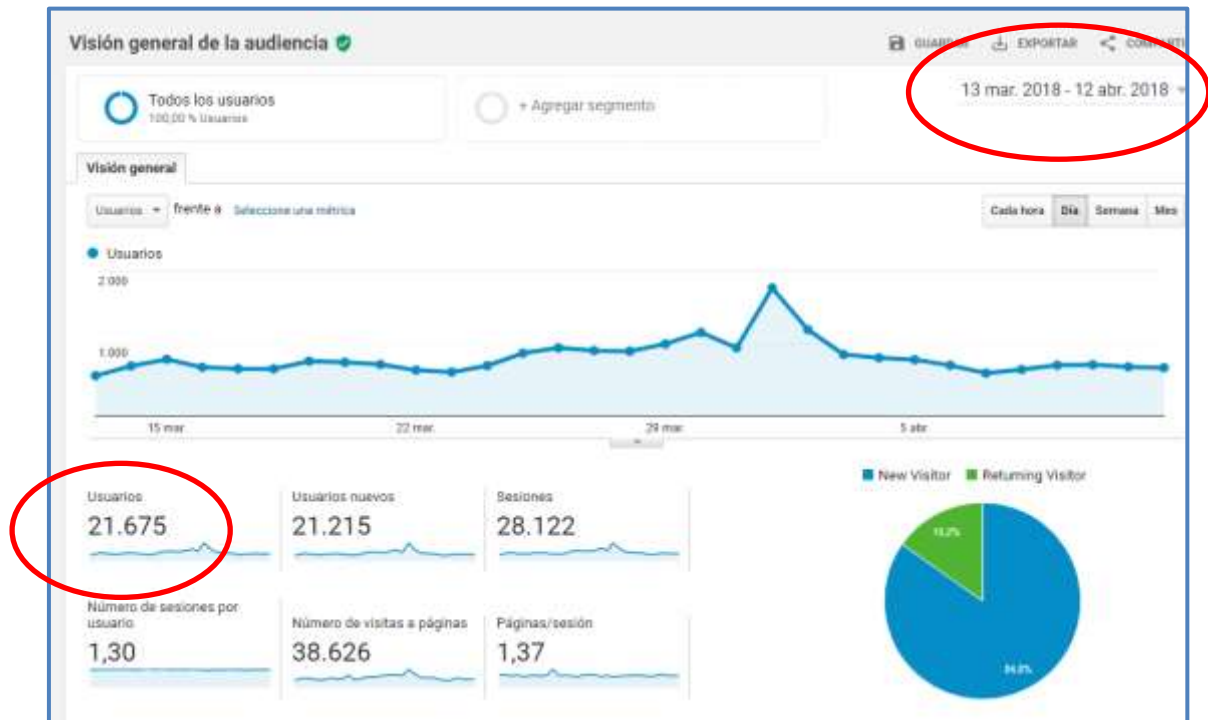 Visión general de la audiencia
GUARDAR EXPORTAR COMPARTI
Todos los usuarios
100,00 % Usuarios
+ Agregar segmento
13 mar. 2018 - 12 abr. 2018
Visión general
Usuarios frente a Seleccione una métrica
Cada hora Día Semana Mes
Usuarios
2.000
1.000
15 mar. 22 mar. 29 mar. 5 abr.
New Visitor Returning Visitor
Usuarios
21.675
Usuarios nuevos
21.215
Sesiones
28.122
Número de sesiones por
usuario
1,30
Número de visitas a páginas
38.626
Páginas/sesión
1,37